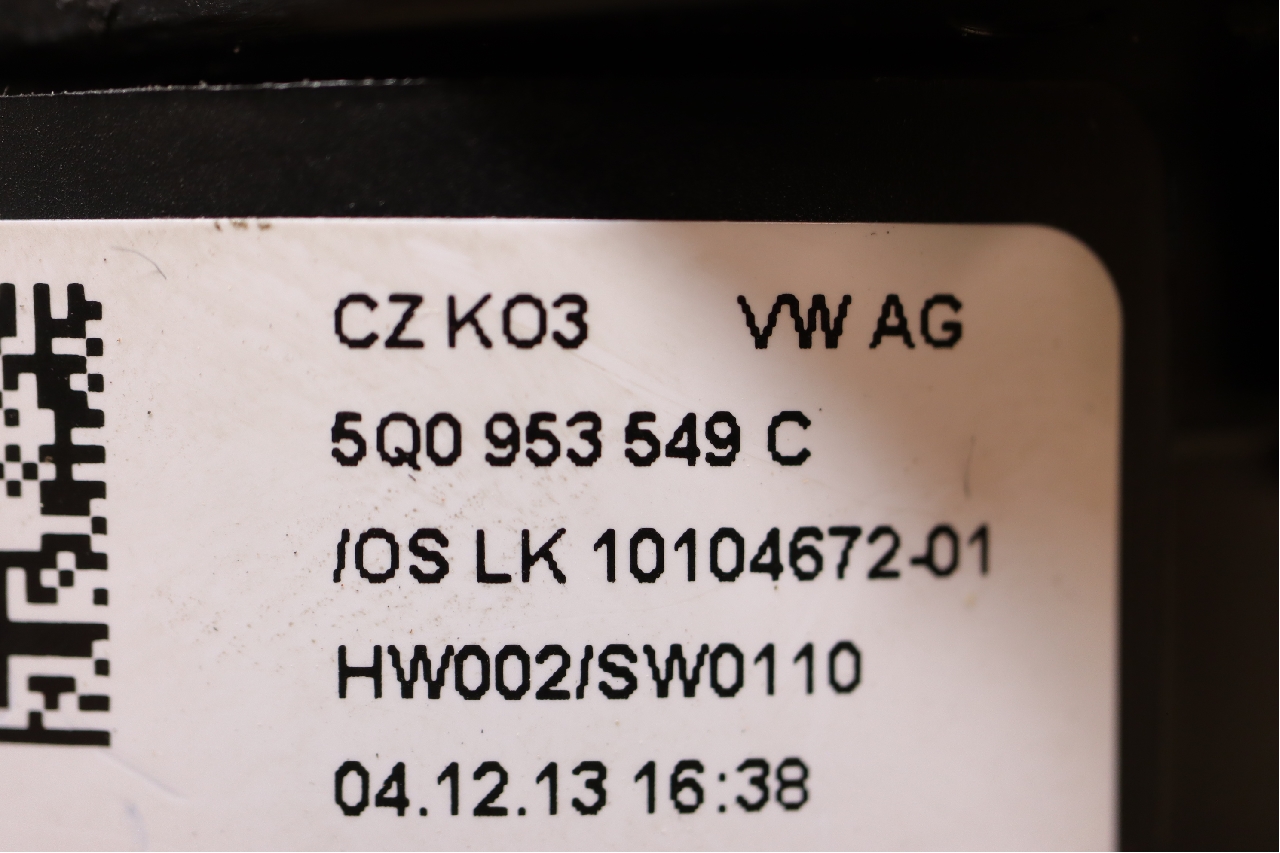 CZ KO3 VW AG
5Q0 953 549 C
/OS LK 10104672-01
HW002/SW0110
04.12.13 16:38